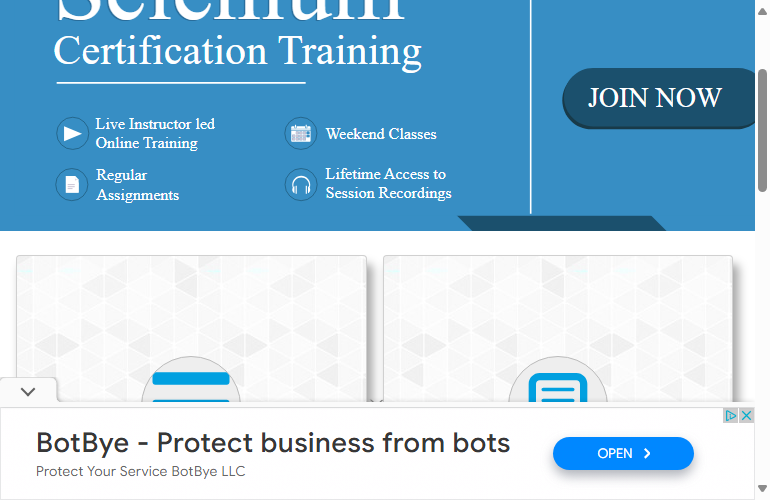 Selenium
Certification Training
JOIN NOW
Live Instructor led
Online Training
Weekend Classes
Regular
Assignments
Lifetime Access to
Session Recordings
BotBye - Protect business from bots
Protect Your Service BotBye LLC
OPEN